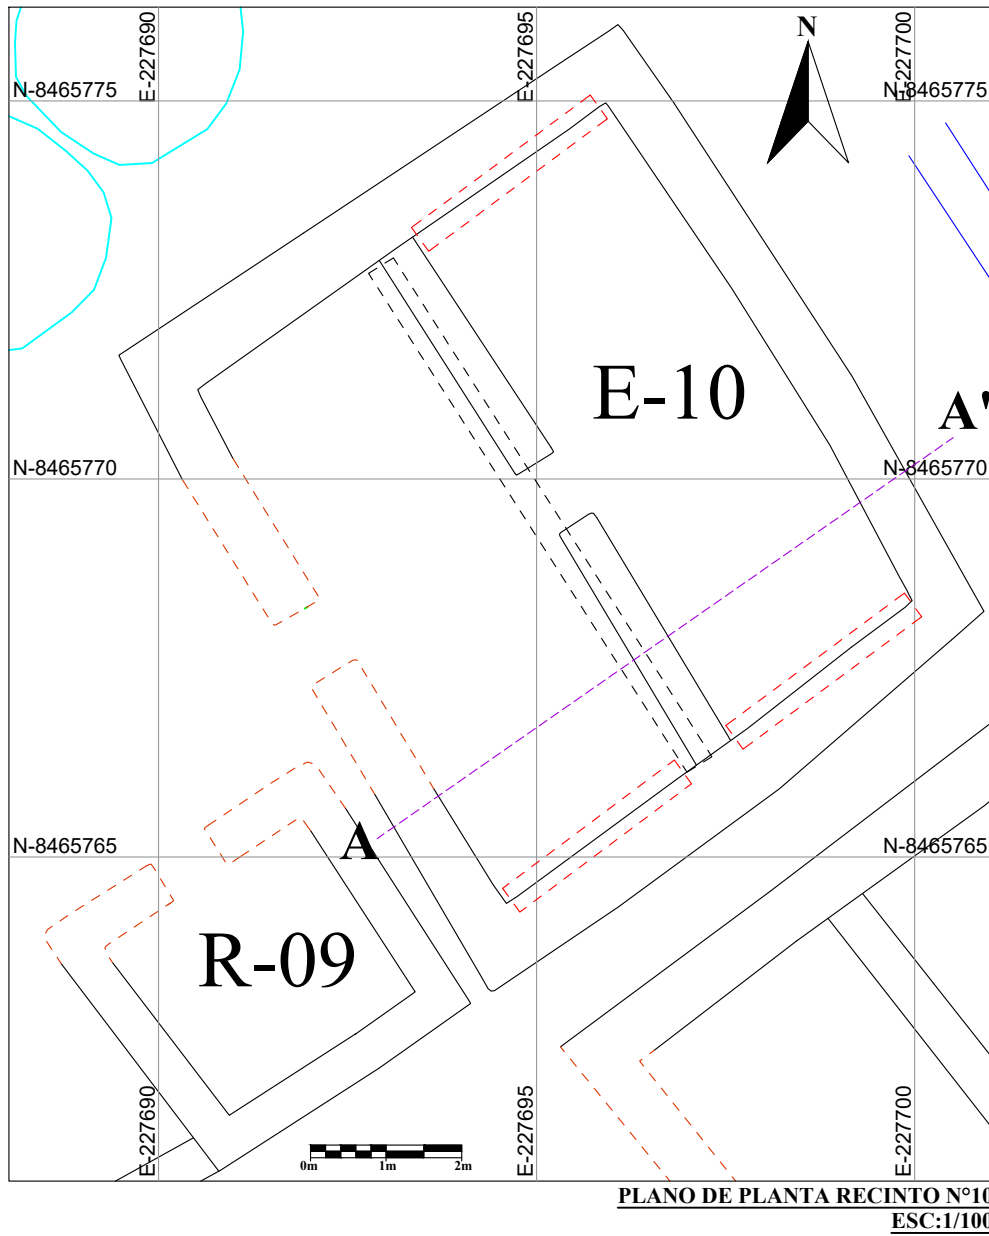 E-227690
E-227695
E-227700
N
N-8465775
N-8465775
E-10
A'
N-8465770
N-8465770
A
N-8465765
N-8465765
R-09
E-227690
E-227695
E-227700
0m 1m 2m
PLANO DE PLANTA RECINTO N°10
ESC:1/100